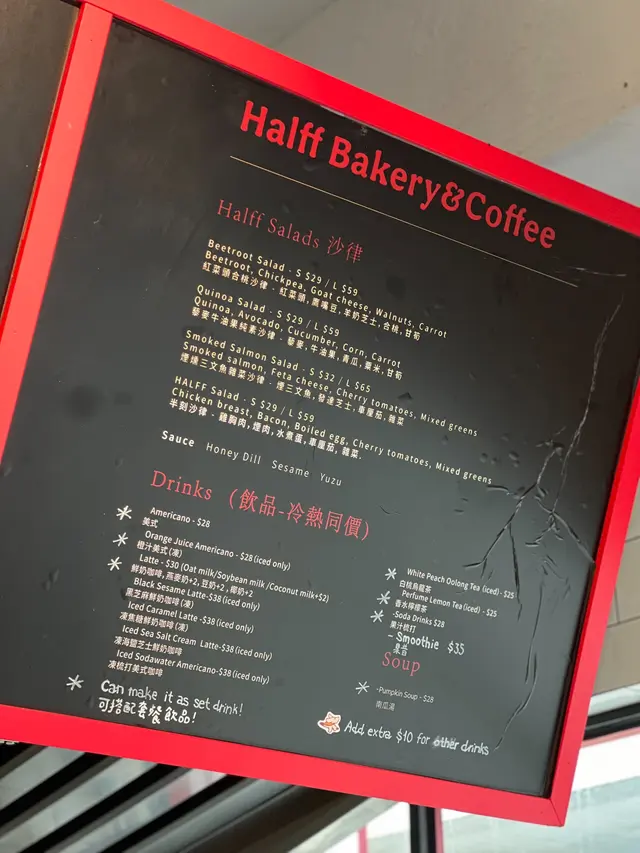 Halff Bakery&Coffee
Halff Salads 沙律
Beetroot Salad - S $29 / L $59
Beetroot, Chickpea, Goat cheese, Walnuts, Carrot
紅菜頭合桃沙律 - 紅菜頭,鷹嘴豆,羊奶芝士,合桃,甘荀
Quinoa Salad - S $29 / L $59
Quinoa, Avocado, Cucumber, Corn, Carrot
藜麥牛油果純素沙律 - 藜麥,牛油果,青瓜,粟米,甘荀
Smoked Salmon Salad - S $32 / L $65
Smoked salmon, Feta cheese, Cherry tomatoes, Mixed greens
煙燻三文魚雜菜沙律 - 煙三文魚,發達芝士,車厘茄,雜菜
HALFF Salad - S $29 / L $59
Chicken breast, Bacon, Boiled egg, Cherry tomatoes, Mixed greens
半刻沙律 - 雞胸肉,煙肉,水煮蛋,車厘茄,雜菜.
Sauce Honey Dill Sesame Yuzu
Drinks (飲品-冷熱同價)
Americano - $28
美式
Orange Juice Americano - $28 (iced only)
橙汁美式(凍)
Latte - $30 (Oat milk/Soybean milk /Coconut milk+$2)
鮮奶咖啡,燕麥奶+2,豆奶+2,椰奶+2
Black Sesame Latte-$38 (iced only)
黑芝麻鮮奶咖啡(凍)
Iced Caramel Latte -$38 (iced only)
凍焦糖鮮奶咖啡(凍)
Iced Sea Salt Cream Latte-$38 (iced only)
凍海鹽芝士鮮奶咖啡
Iced Sodawater Americano-$38 (iced only)
凍梳打美式咖啡
Can make it as set drink!
可搭配套餐飲品!
White Peach Oolong Tea (iced) - $25
白桃烏龍茶
Perfume Lemon Tea (iced) - $25
香水檸檬茶
-Soda Drinks $28
果汁梳打
- Smoothie $35
果昔
Soup
-Pumpkin Soup - $28
南瓜湯
Add extra $10 for other drinks